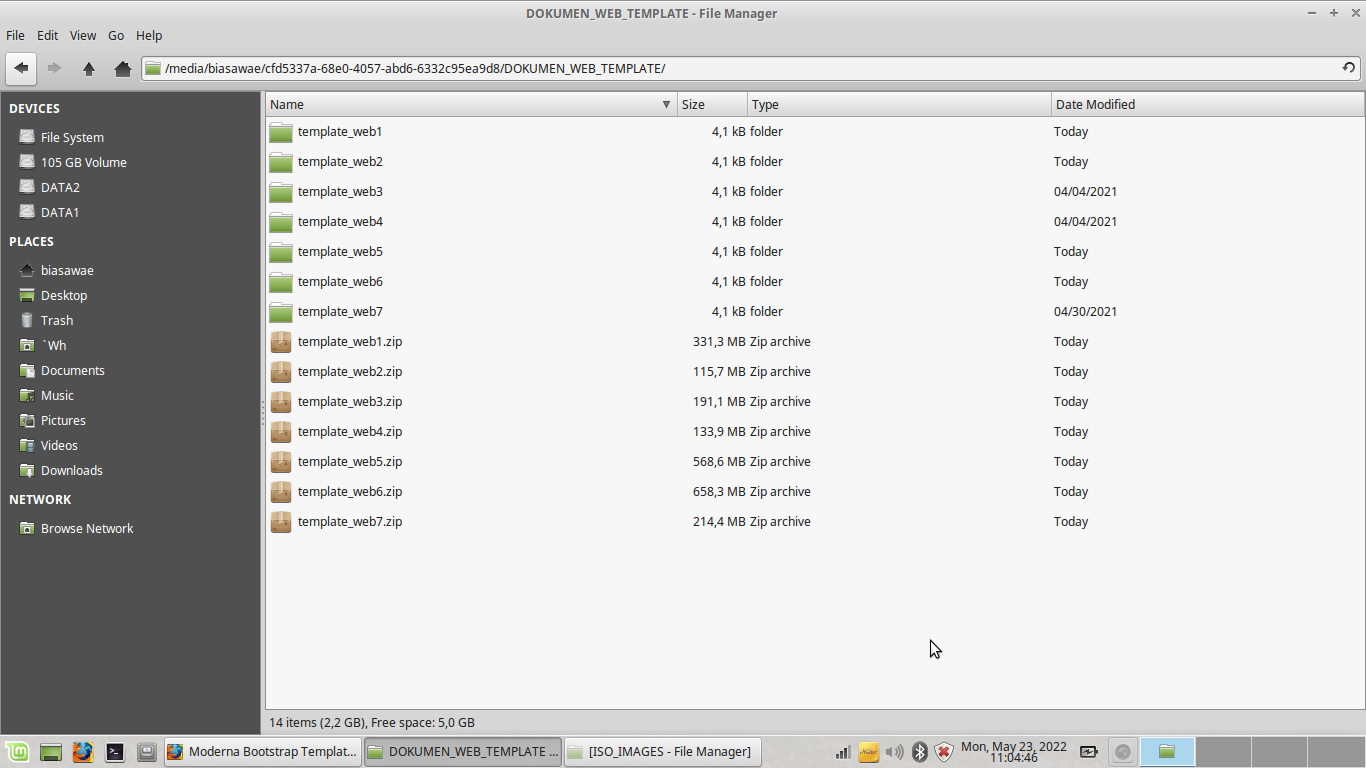 DOKUMEN_WEB_TEMPLATE - File Manager
File Edit View Go Help
/media/biasawae/cfd5337a-68e0-4057-abd6-6332c95ea9d8/DOKUMEN_WEB_TEMPLATE/
DEVICES
File System
105 GB Volume
DATA2
DATA1
PLACES
biasawae
Desktop
Trash
`Wh
Documents
Music
Pictures
Videos
Downloads
NETWORK
Browse Network
Name Size Type Date Modified
template_web1 4,1 kB folder Today
template_web2 4,1 kB folder Today
template_web3 4,1 kB folder 04/04/2021
template_web4 4,1 kB folder 04/04/2021
template_web5 4,1 kB folder Today
template_web6 4,1 kB folder Today
template_web7 4,1 kB folder 04/30/2021
template_web1.zip 331,3 MB Zip archive Today
template_web2.zip 115,7 MB Zip archive Today
template_web3.zip 191,1 MB Zip archive Today
template_web4.zip 133,9 MB Zip archive Today
template_web5.zip 568,6 MB Zip archive Today
template_web6.zip 658,3 MB Zip archive Today
template_web7.zip 214,4 MB Zip archive Today
14 items (2,2 GB), Free space: 5,0 GB
Moderna Bootstrap Templat... DOKUMEN_WEB_TEMPLATE ... [ISO_IMAGES - File Manager] Mon, May 23, 2022
11:04:46